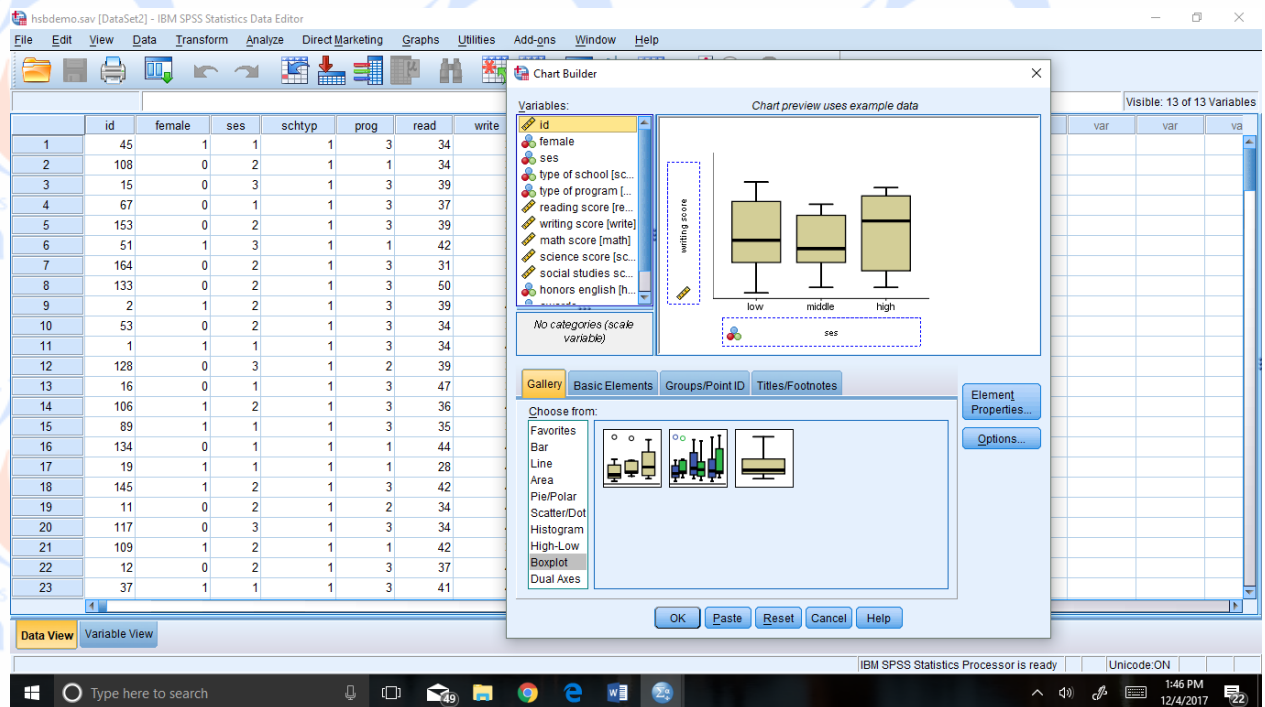 hsbdemo.sav [DataSet2] - IBM SPSS Statistics Data Editor
File Edit View Data Transform Analyze Direct Marketing Graphs Utilities Add-ons Window Help
Visible: 13 of 13 Variables
id female ses schtyp prog read write var var va
1 45 1 1 1 3 34
2 108 0 2 1 1 34
3 15 0 3 1 3 39
4 67 0 1 1 3 37
5 153 0 2 1 3 39
6 51 1 3 1 1 42
7 164 0 2 1 3 31
8 133 0 2 1 3 50
9 2 1 2 1 3 39
10 53 0 2 1 3 34
11 1 1 1 1 3 34
12 128 0 3 1 2 39
13 16 0 1 1 3 47
14 106 1 2 1 3 36
15 89 1 1 1 3 35
16 134 0 1 1 1 44
17 19 1 1 1 1 28
18 145 1 2 1 3 42
19 11 0 2 1 2 34
20 117 0 3 1 3 34
21 109 1 2 1 1 42
22 12 0 2 1 3 37
23 37 1 1 1 3 41
Data View Variable View
Chart Builder
Variables:
Chart preview uses example data
id
female
ses
type of school [sc...
type of program [...
reading score [re...
writing score [write]
math score [math]
science score [sc...
social studies sc...
honors english [h...
No categories (scale
variable)
writing score
low middle high
ses
Gallery Basic Elements Groups/Point ID Titles/Footnotes
Element
Properties...
Options...
Choose from:
Favorites
Bar
Line
Area
Pie/Polar
Scatter/Dot
Histogram
High-Low
Boxplot
Dual Axes
OK Paste Reset Cancel Help
IBM SPSS Statistics Processor is ready Unicode:ON
Type here to search
49
1:46 PM
12/4/2017
22